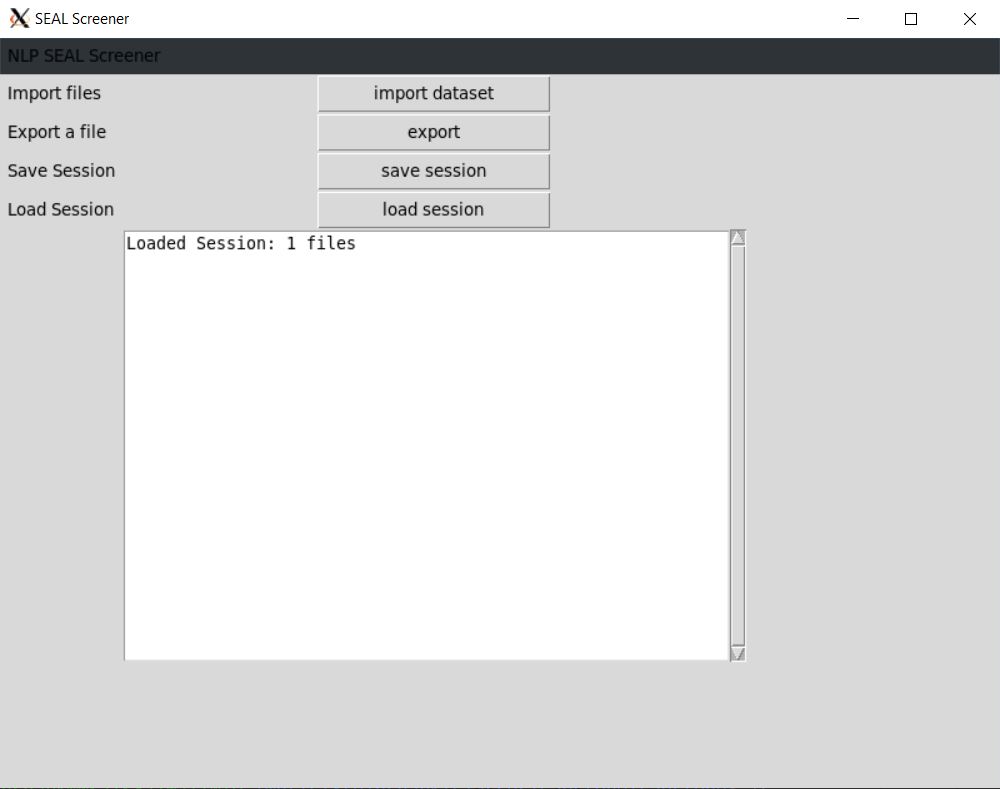 SEAL Screener
NLP SEAL Screener
Import files import dataset
Export a file export
Save Session save session
Load Session load session
Loaded Session: 1 files